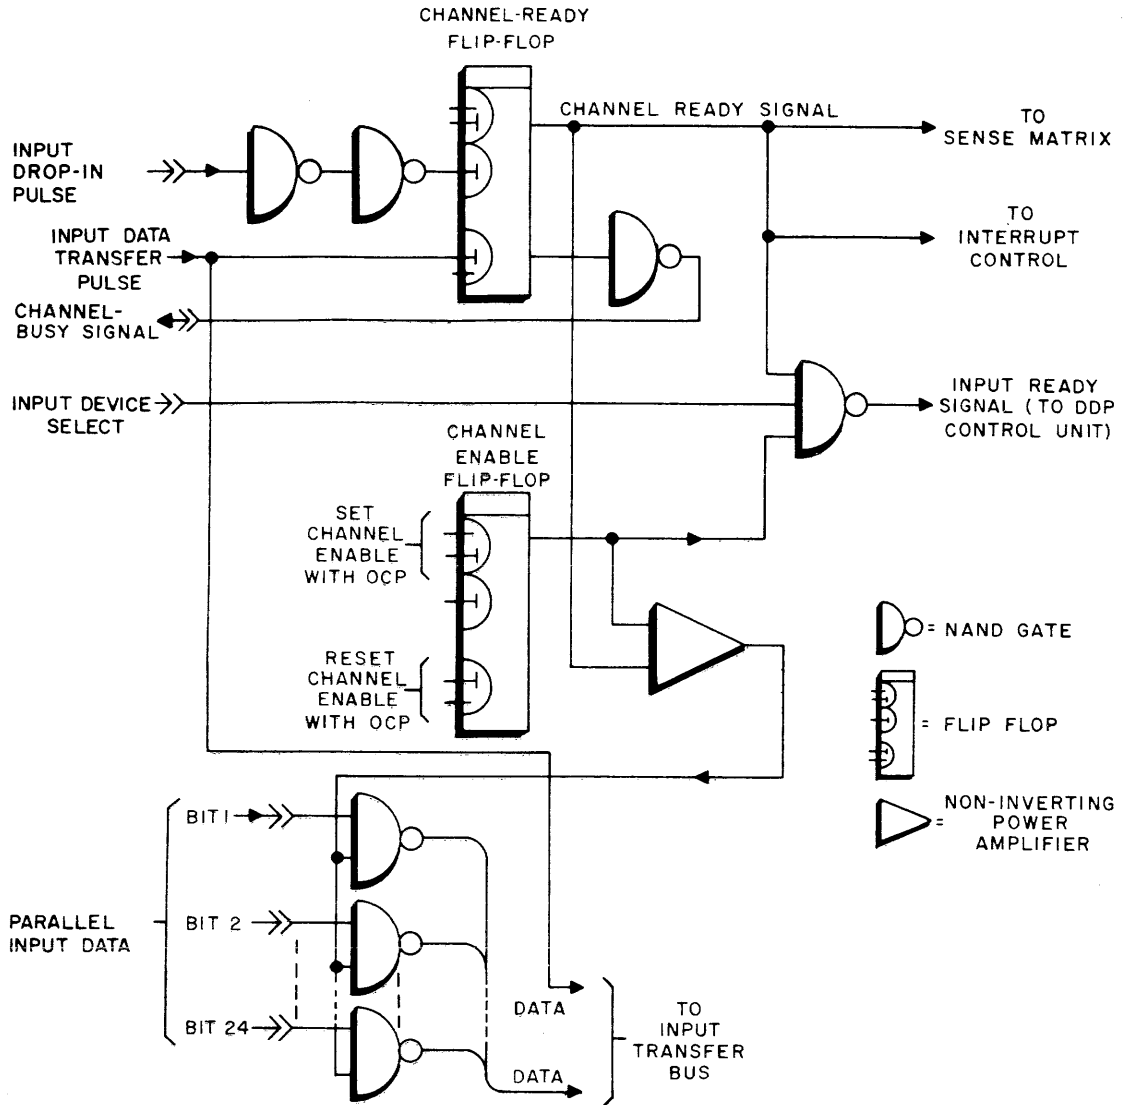 CHANNEL-READY
FLIP-FLOP
CHANNEL READY SIGNAL
TO
SENSE MATRIX
INPUT
DROP-IN
PULSE
TO
INTERRUPT
CONTROL
INPUT DATA
TRANSFER
PULSE
CHANNEL-
BUSY SIGNAL
INPUT DEVICE
SELECT
INPUT READY
SIGNAL (TO DDP
CONTROL UNIT)
CHANNEL
ENABLE
FLIP-FLOP
SET
CHANNEL
ENABLE
WITH OCP
RESET
CHANNEL
ENABLE
WITH OCP
= NAND GATE
= FLIP FLOP
= NON-INVERTING
POWER
AMPLIFIER
PARALLEL
INPUT DATA
BIT 1
BIT 2
BIT 24
DATA
DATA
TO
INPUT
TRANSFER
BUS